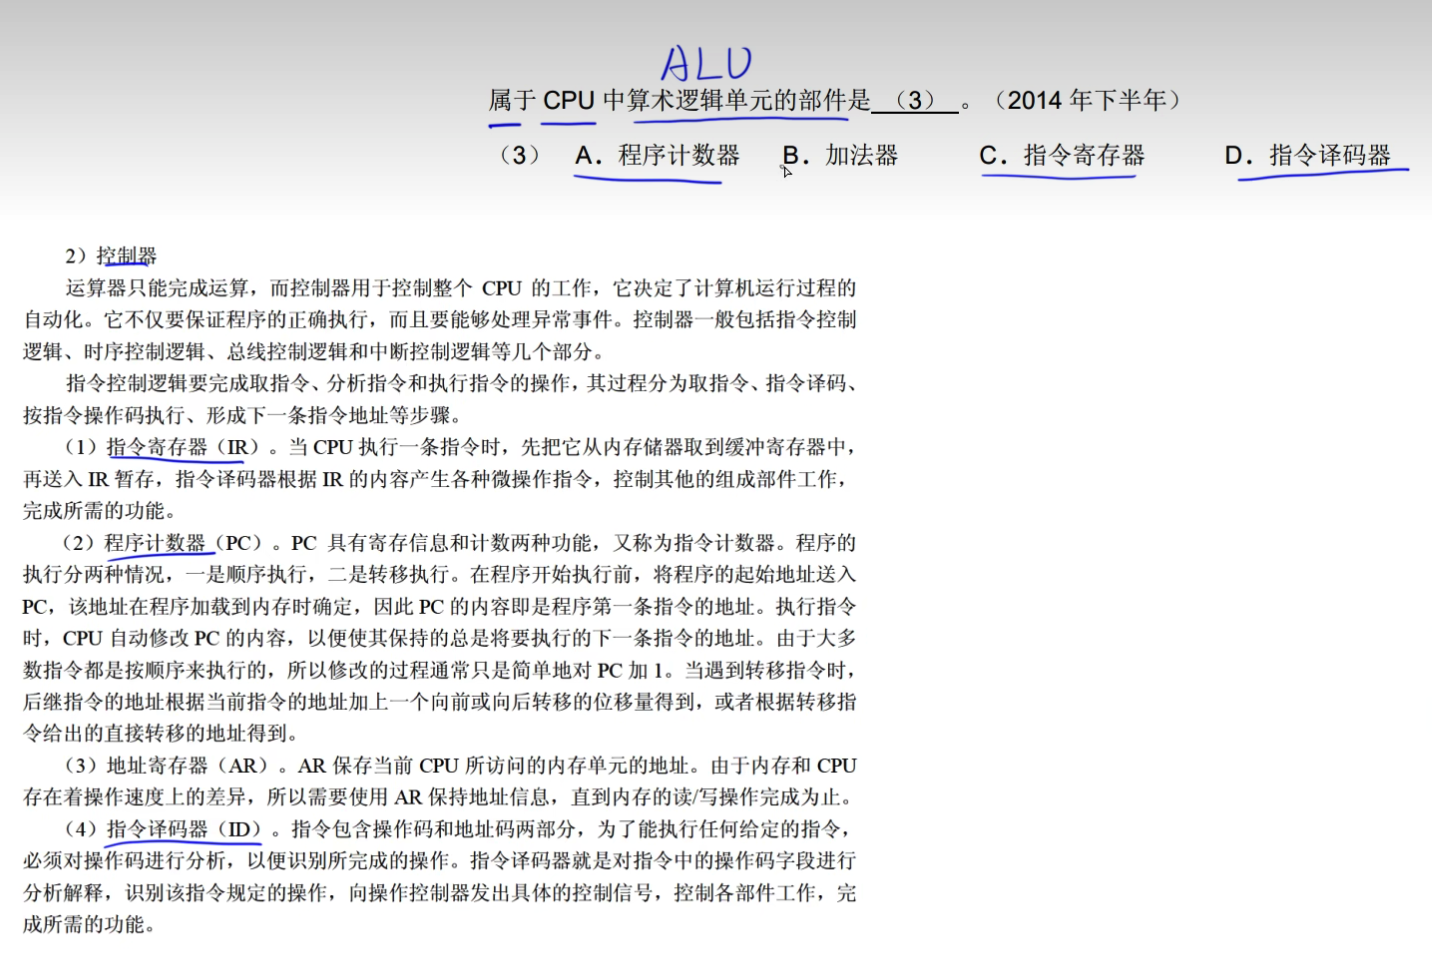 ALU
属于 CPU 中算术逻辑单元的部件是 （3） 。（2014 年下半年）
（3） A．程序计数器 B．加法器 C．指令寄存器 D．指令译码器
2）控制器
运算器只能完成运算，而控制器用于控制整个 CPU 的工作，它决定了计算机运行过程的
自动化。它不仅要保证程序的正确执行，而且要能够处理异常事件。控制器一般包括指令控制
逻辑、时序控制逻辑、总线控制逻辑和中断控制逻辑等几个部分。
指令控制逻辑要完成取指令、分析指令和执行指令的操作，其过程分为取指令、指令译码、
按指令操作码执行、形成下一条指令地址等步骤。
（1）指令寄存器（IR）。当 CPU 执行一条指令时，先把它从内存储器取到缓冲寄存器中，
再送入 IR 暂存，指令译码器根据 IR 的内容产生各种微操作指令，控制其他的组成部件工作，
完成所需的功能。
（2）程序计数器（PC）。PC 具有寄存信息和计数两种功能，又称为指令计数器。程序的
执行分两种情况，一是顺序执行，二是转移执行。在程序开始执行前，将程序的起始地址送入
PC，该地址在程序加载到内存时确定，因此 PC 的内容即是程序第一条指令的地址。执行指令
时，CPU 自动修改 PC 的内容，以便使其保持的总是将要执行的下一条指令的地址。由于大多
数指令都是按顺序来执行的，所以修改的过程通常只是简单地对 PC 加 1。当遇到转移指令时，
后继指令的地址根据当前指令的地址加上一个向前或向后转移的位移量得到，或者根据转移指
令给出的直接转移的地址得到。
（3）地址寄存器（AR）。AR 保存当前 CPU 所访问的内存单元的地址。由于内存和 CPU
存在着操作速度上的差异，所以需要使用 AR 保持地址信息，直到内存的读/写操作完成为止。
（4）指令译码器（ID）。指令包含操作码和地址码两部分，为了能执行任何给定的指令，
必须对操作码进行分析，以便识别所完成的操作。指令译码器就是对指令中的操作码字段进行
分析解释，识别该指令规定的操作，向操作控制器发出具体的控制信号，控制各部件工作，完
成所需的功能。